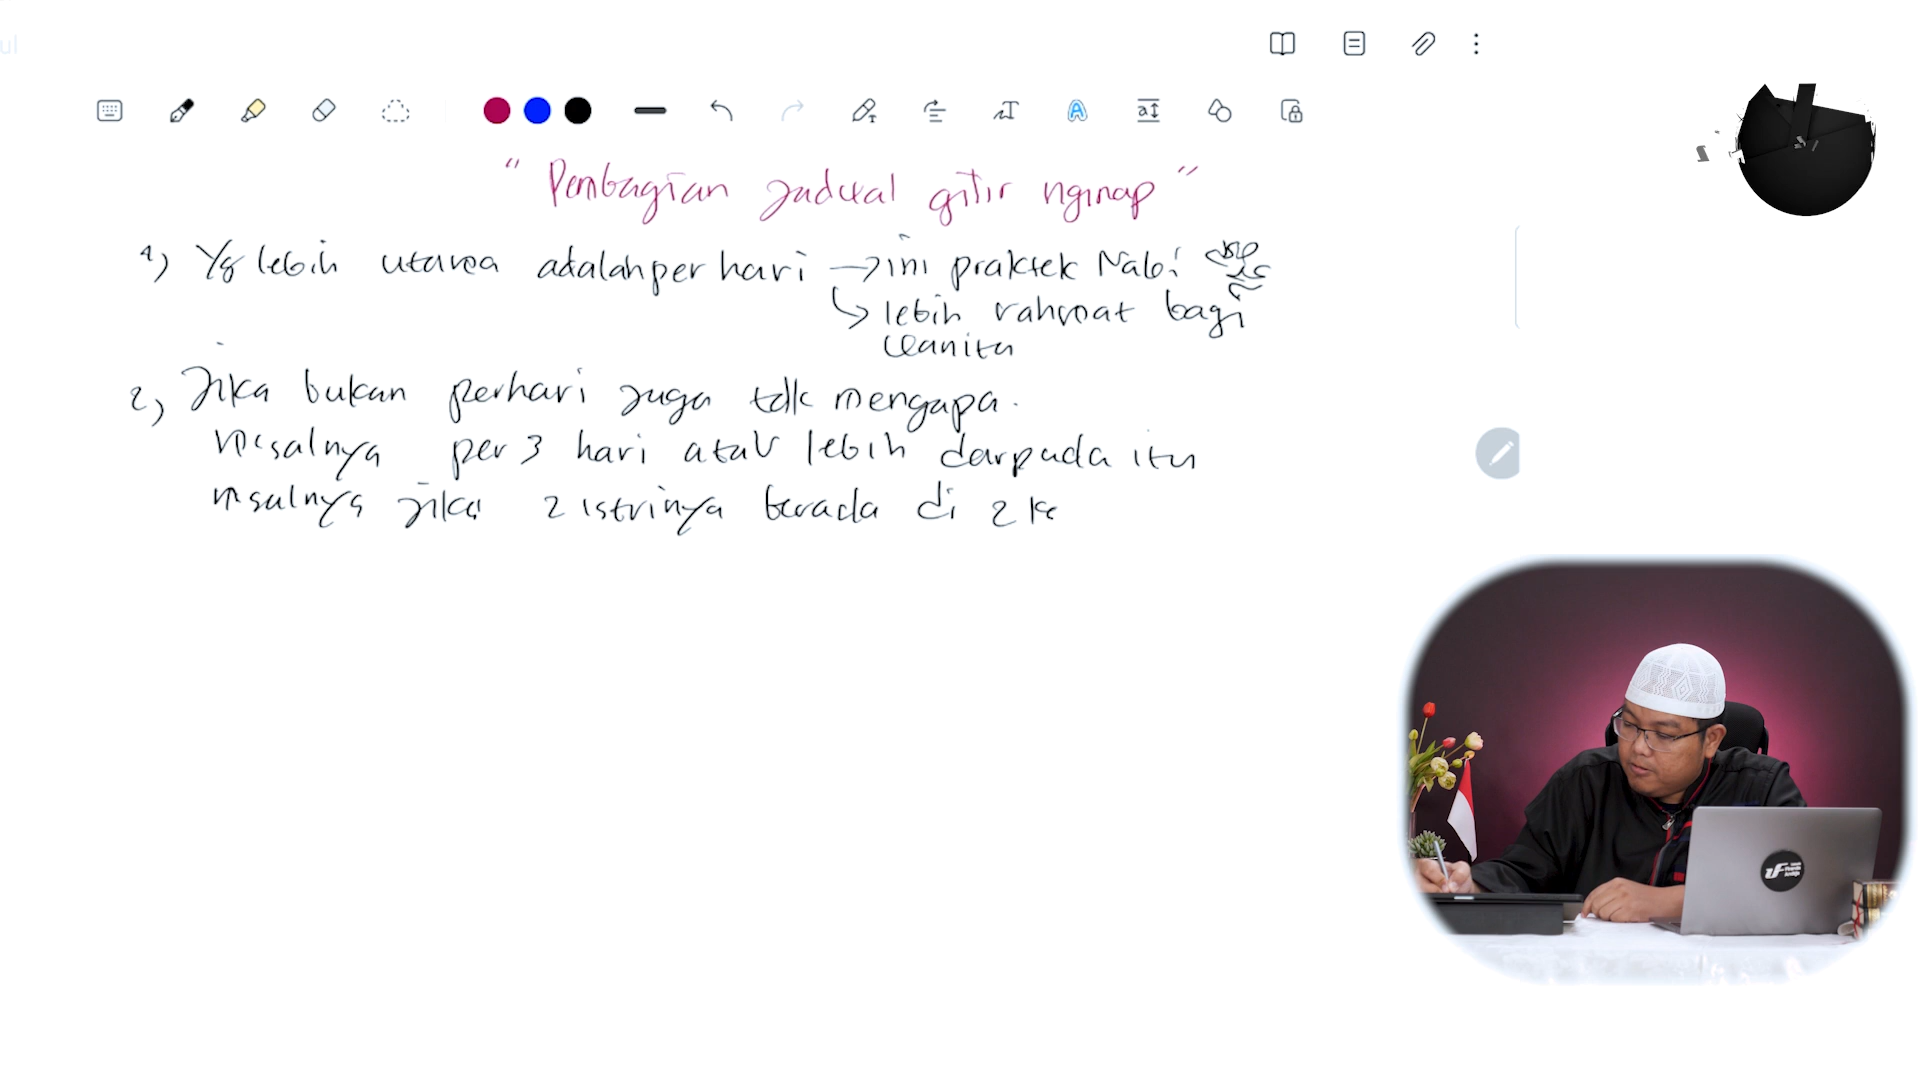 ul
"Pembagian jadwal gilir nginap"
1) Yg lebih utama adalah per hari → ini praktek Nabi ﷺ
↳ lebih rahmat bagi
wanita
2) Jika bukan perhari juga tdk mengapa.
misalnya per 3 hari atau lebih daripada itu
misalnya jika 2 istrinya berada di 2 k